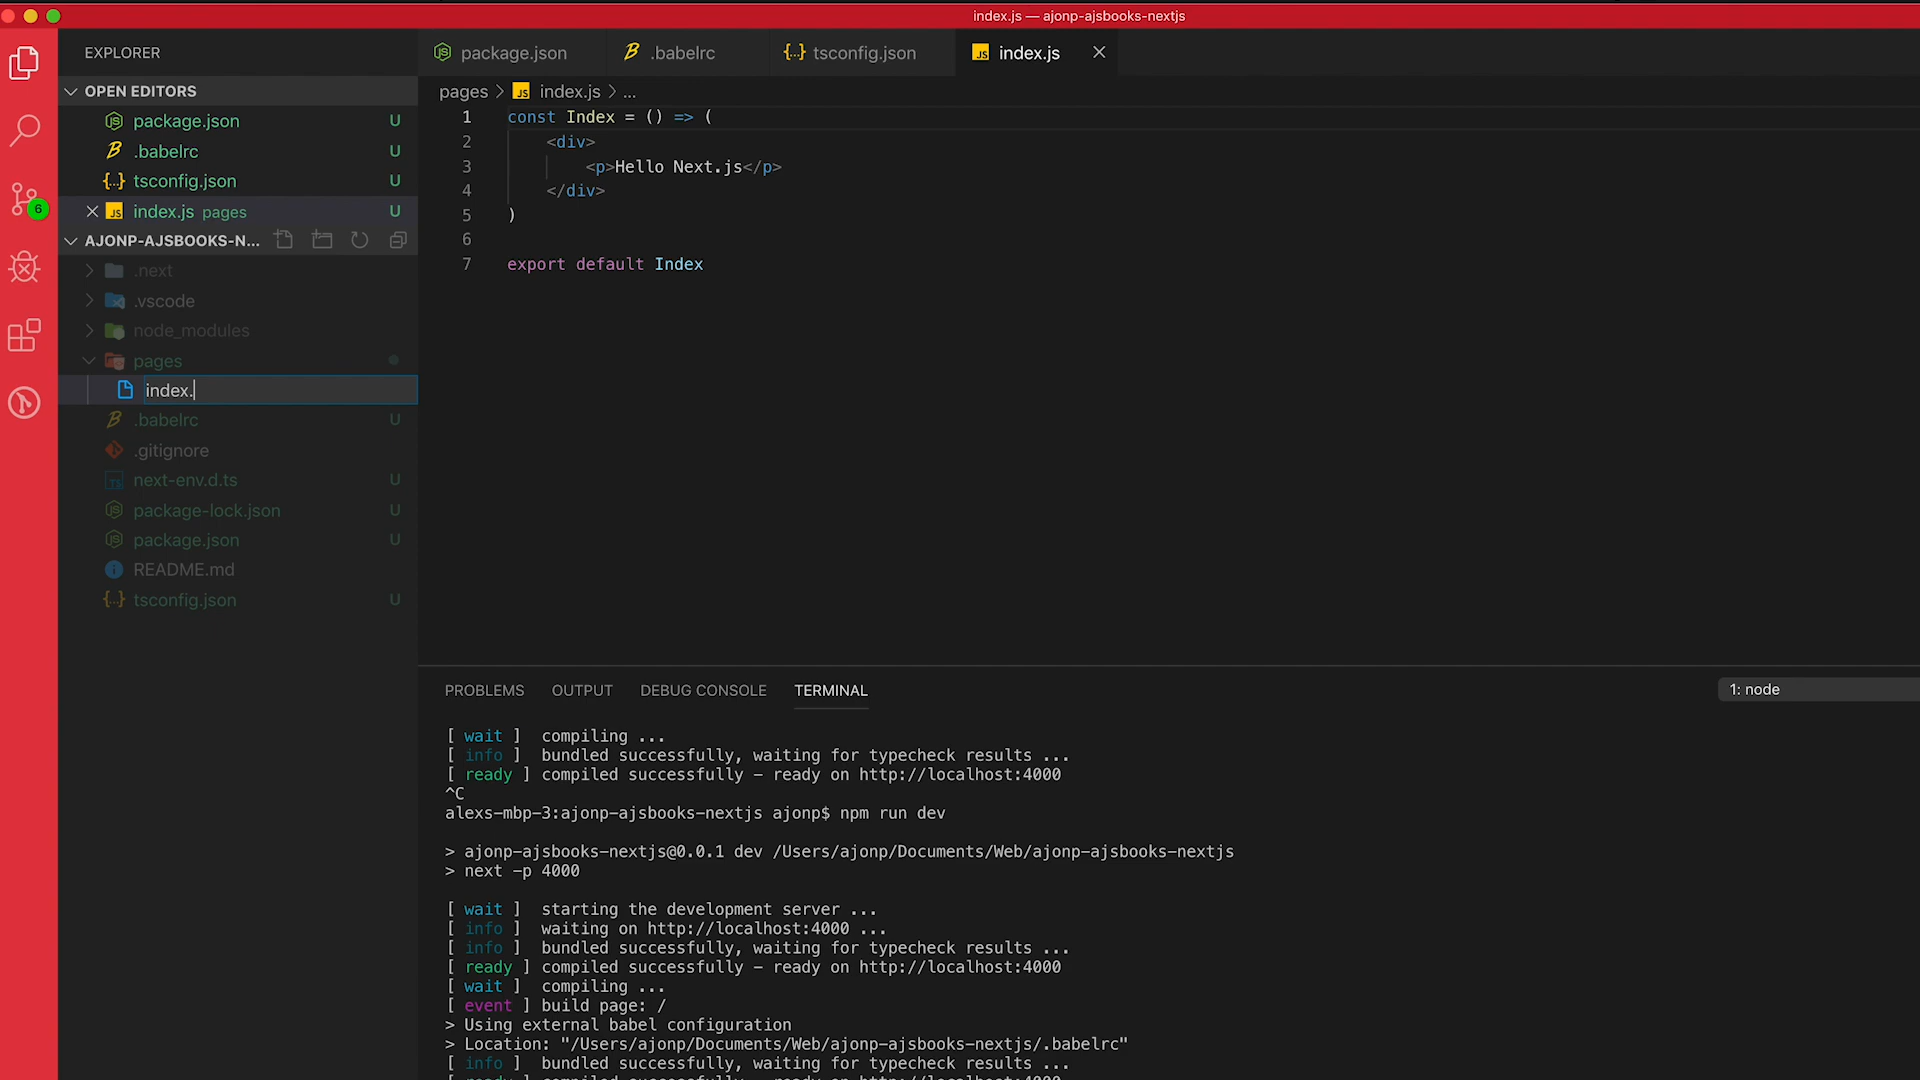 index.js — ajonp-ajsbooks-nextjs
EXPLORER
OPEN EDITORS
package.json U
.babelrc U
tsconfig.json U
JS index.js pages U
AJONP-AJSBOOKS-N...
.next
.vscode
node_modules
pages
index.
.babelrc U
.gitignore
TS next-env.d.ts U
package-lock.json U
package.json U
README.md
{..} tsconfig.json U
6
package.json
.babelrc
{..} tsconfig.json
JS index.js
pages > JS index.js > ...
1 const Index = () => (
2 <div>
3 <p>Hello Next.js</p>
4 </div>
5 )
6
7 export default Index
PROBLEMS OUTPUT DEBUG CONSOLE TERMINAL
1: node
[ wait ] compiling ...
[ info ] bundled successfully, waiting for typecheck results ...
[ ready ] compiled successfully - ready on http://localhost:4000
^C
alexs-mbp-3:ajonp-ajsbooks-nextjs ajonp$ npm run dev
> ajonp-ajsbooks-nextjs@0.0.1 dev /Users/ajonp/Documents/Web/ajonp-ajsbooks-nextjs
> next -p 4000
[ wait ] starting the development server ...
[ info ] waiting on http://localhost:4000 ...
[ info ] bundled successfully, waiting for typecheck results ...
[ ready ] compiled successfully - ready on http://localhost:4000
[ wait ] compiling ...
[ event ] build page: /
> Using external babel configuration
> Location: "/Users/ajonp/Documents/Web/ajonp-ajsbooks-nextjs/.babelrc"
[ info ] bundled successfully, waiting for typecheck results ...